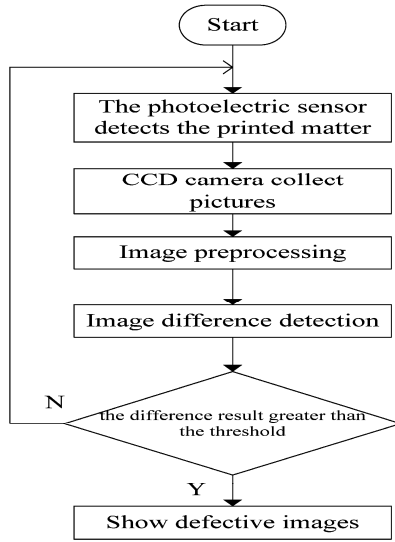 Start
The photoelectric sensor
detects the printed matter
CCD camera collect
pictures
Image preprocessing
Image difference detection
the difference result greater than
the threshold
N
Y
Show defective images